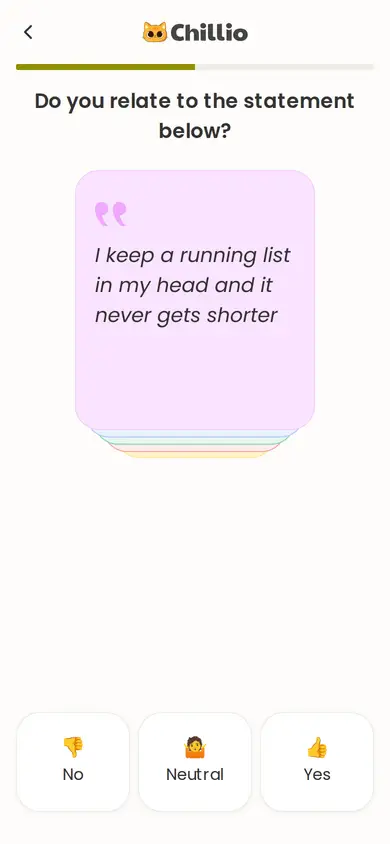 Chillio
Do you relate to the statement
below?
I keep a running list
in my head and it
never gets shorter
No
Neutral
Yes